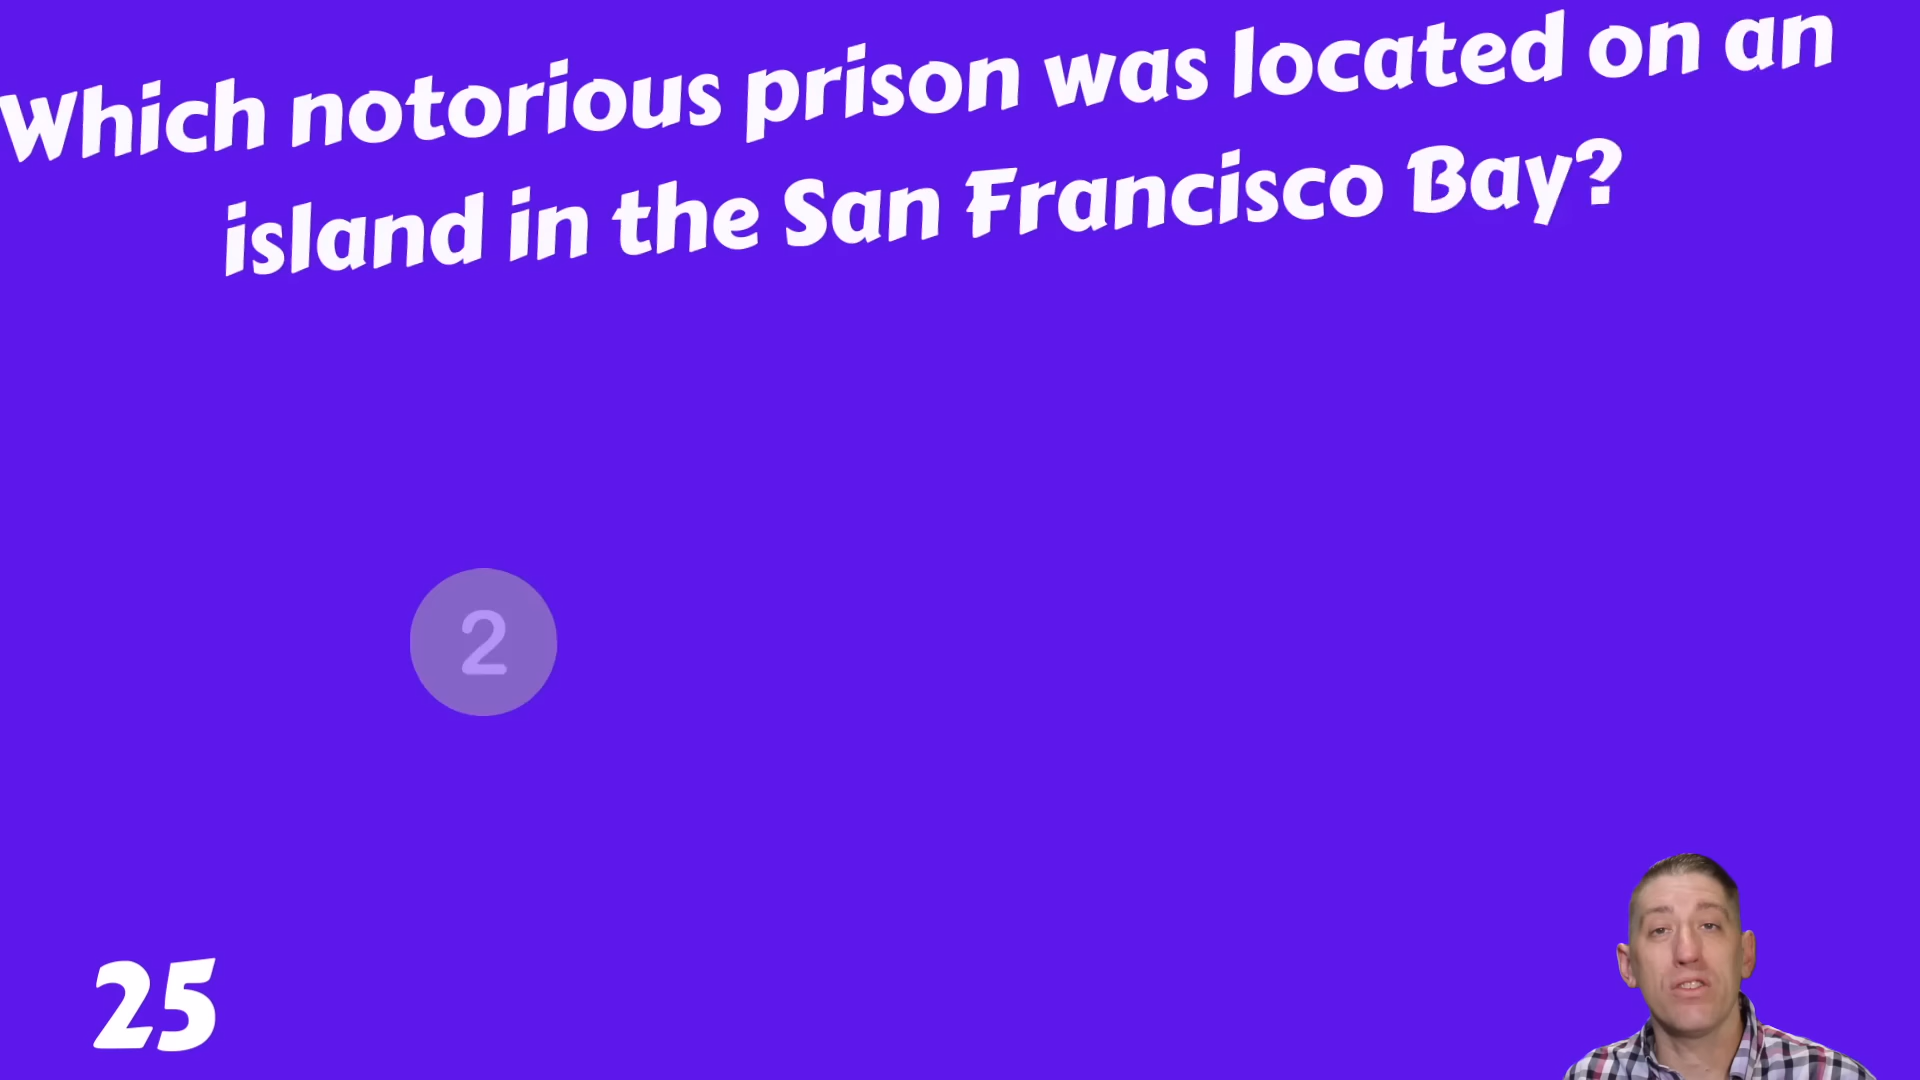 Which notorious prison was located on an
island in the San Francisco Bay?
2
25